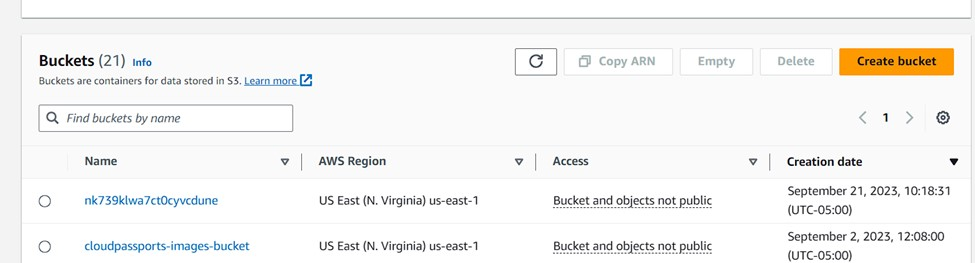 Buckets (21) Info
Copy ARN Empty Delete Create bucket
Buckets are containers for data stored in S3. Learn more
Find buckets by name
1
Name AWS Region Access Creation date
nk739klwa7ct0cyvcdune US East (N. Virginia) us-east-1 Bucket and objects not public September 21, 2023, 10:18:31
(UTC-05:00)
cloudpassports-images-bucket US East (N. Virginia) us-east-1 Bucket and objects not public September 2, 2023, 12:08:00
(UTC-05:00)